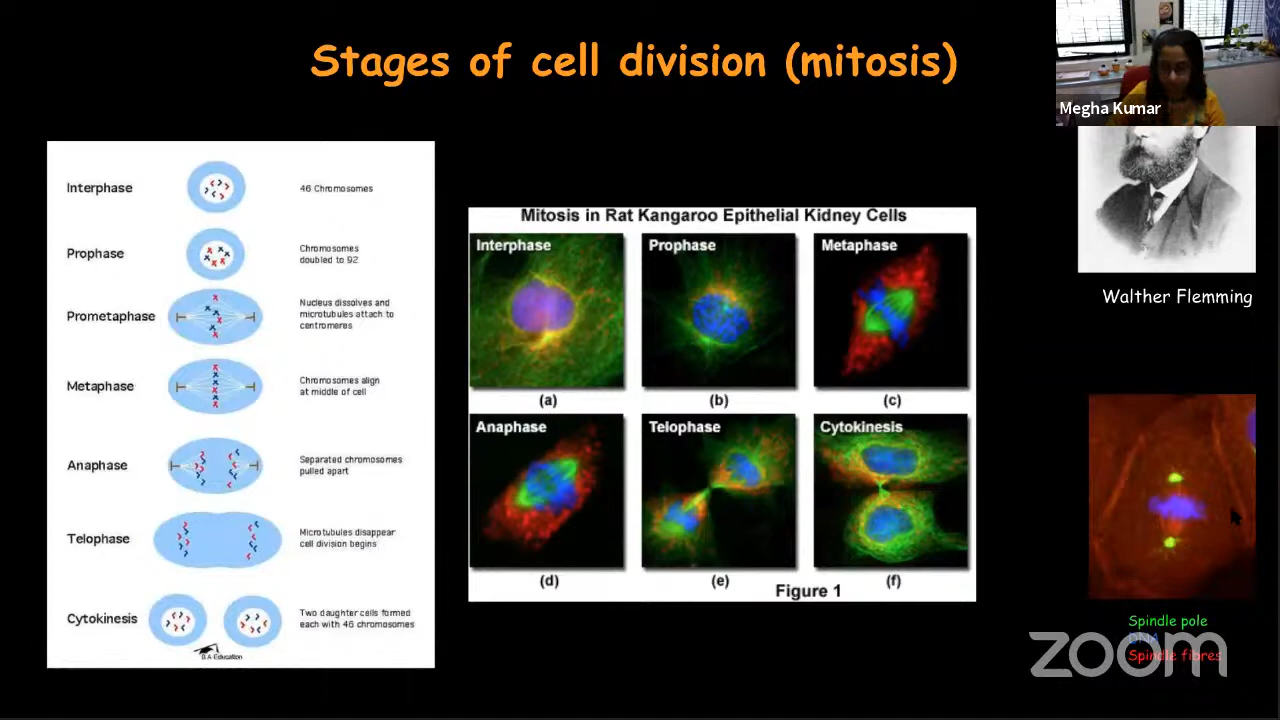 Stages of cell division (mitosis)
Megha Kumar
Interphase
46 Chromosomes
Prophase
Chromosomes
doubled to 92
Prometaphase
Nucleus dissolves and
microtubules attach to
centromeres
Metaphase
Chromosomes align
at middle of cell
Anaphase
Separated chromosomes
pulled apart
Telophase
Microtubules disappear
cell division begins
Cytokinesis
Two daughter cells formed
each with 46 chromosomes
B.A Education
Mitosis in Rat Kangaroo Epithelial Kidney Cells
Interphase
Prophase
Metaphase
(a)
(b)
(c)
Anaphase
Telophase
Cytokinesis
(d)
(e)
(f)
Figure 1
Walther Flemming
Spindle pole
DNA
Spindle fibres
zoom